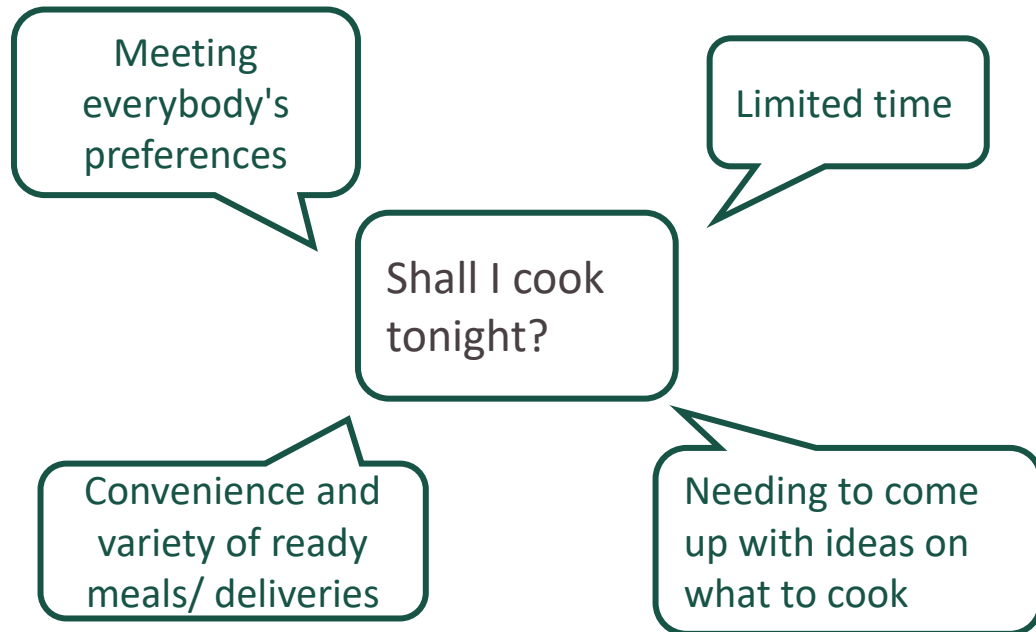 Meeting
everybody's
preferences
Limited time
Shall I cook
tonight?
Convenience and
variety of ready
meals/ deliveries
Needing to come
up with ideas on
what to cook